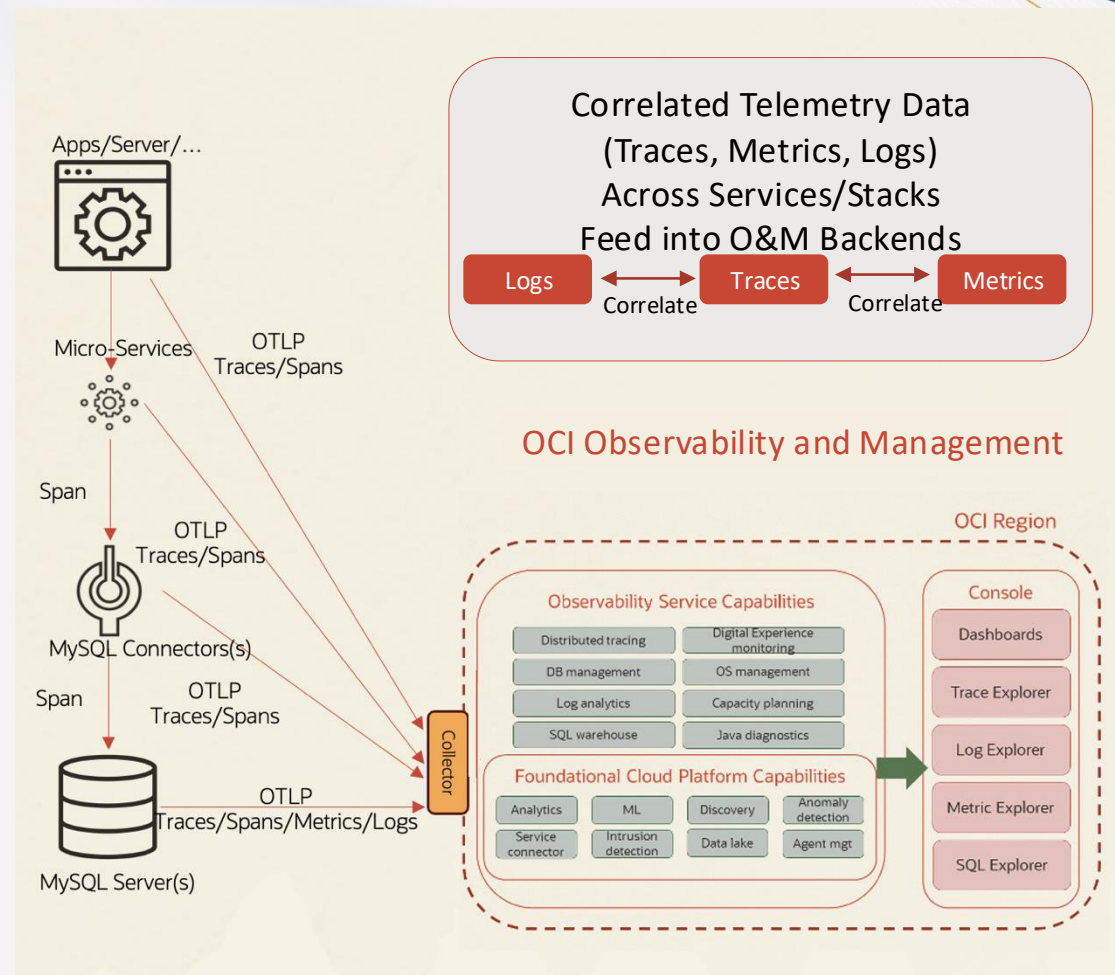 Correlated Telemetry Data
(Traces, Metrics, Logs)
Across Services/Stacks
Feed into O&M Backends
Logs
Traces
Metrics
Correlate
Correlate
Apps/Server/...
Micro-Services
OTLP
Traces/Spans
Span
OTLP
Traces/Spans
MySQL Connectors(s)
Span
OTLP
Traces/Spans
OTLP
Traces/Spans/Metrics/Logs
MySQL Server(s)
Collector
OCI Observability and Management
OCI Region
Observability Service Capabilities
Distributed tracing
Digital Experience
monitoring
DB management
OS management
Log analytics
Capacity planning
SQL warehouse
Java diagnostics
Foundational Cloud Platform Capabilities
Analytics
ML
Discovery
Anomaly
detection
Service
connector
Intrusion
detection
Data lake
Agent mgt
Console
Dashboards
Trace Explorer
Log Explorer
Metric Explorer
SQL Explorer